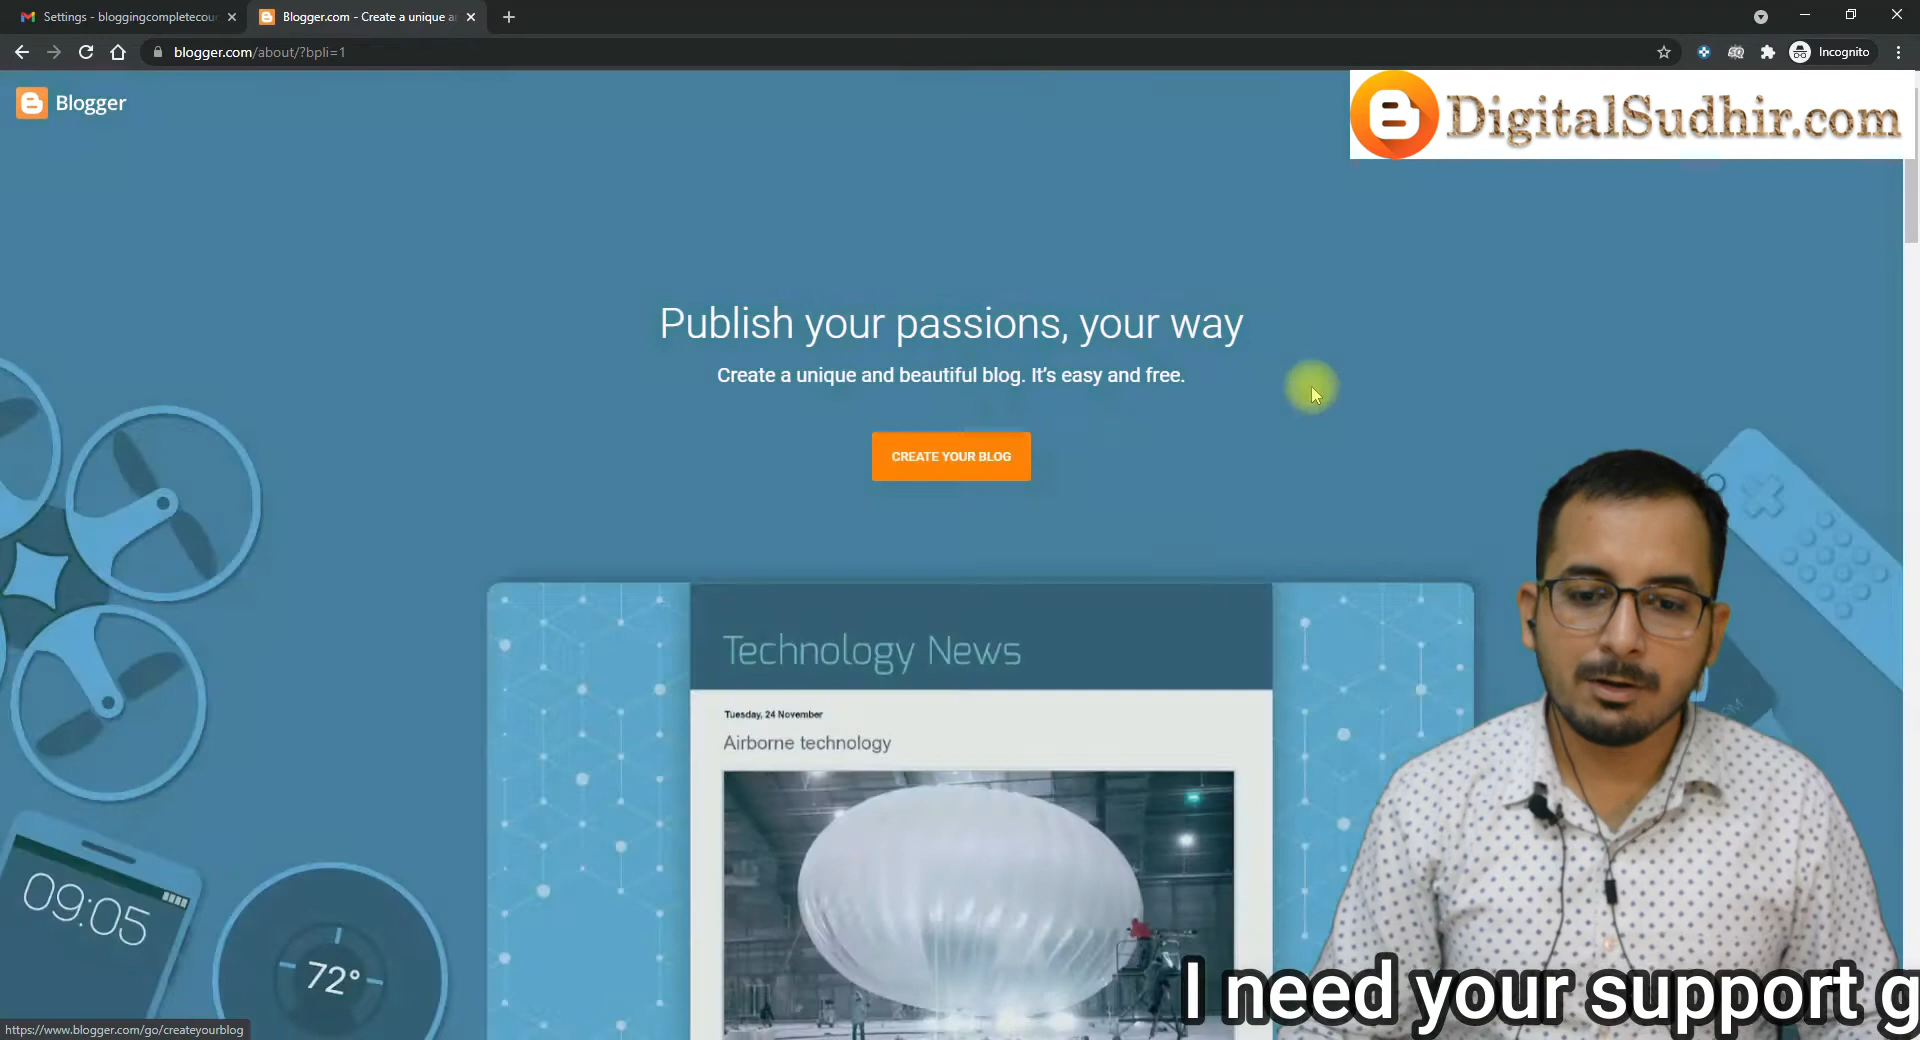 Settings - bloggingcompletecou
Blogger.com - Create a unique a
blogger.com/about/?bpli=1
Incognito
Blogger
DigitalSudhir.com
Publish your passions, your way
Create a unique and beautiful blog. It's easy and free.
CREATE YOUR BLOG
Technology News
Tuesday, 24 November
Airborne technology
09:05
72°
I need your support g
https://www.blogger.com/go/createyourblog